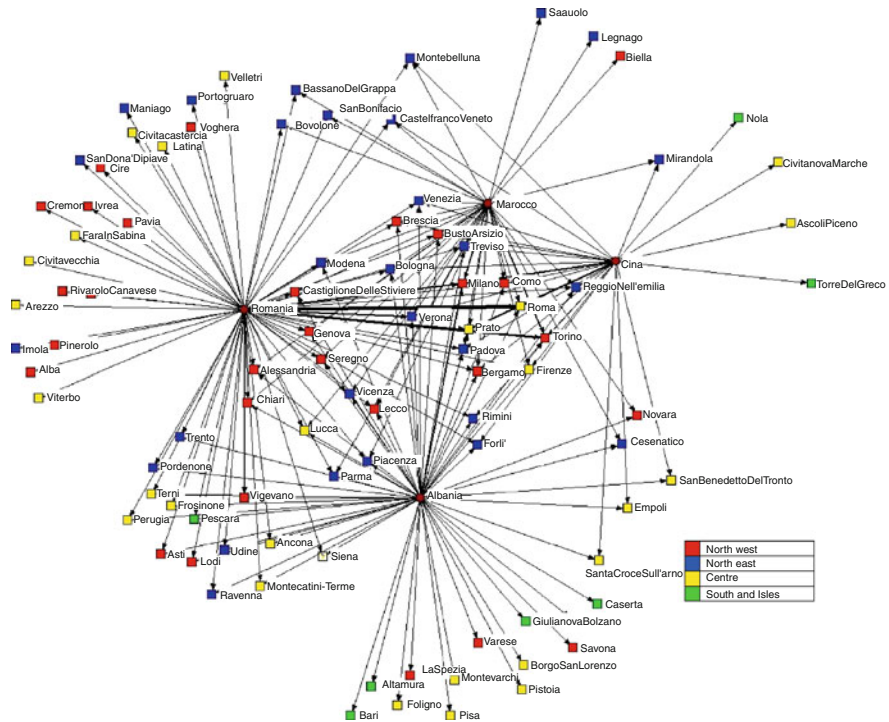 Saauolo
Legnago
Montebelluna
Biella
Velletri
BassanoDelGrappa
Portogruaro
Maniago
SanBonifacio
CastelfrancoVeneto
Nola
Voghera
Bovolone
Civitacastercia
Latina
SanDona'Dipiave
Mirandola
CivitanovaMarche
Cire
Venezia
Marocco
Cremon
Ivrea
Pavia
Brescia
AscoliPiceno
FaraInSabina
BustoArsizio
Treviso
Civitavecchia
Modena
Bologna
Cina
RivaroloCanavese
CastiglioneDelleStiviere
Milano
Como
ReggioNell'emilia
TorreDelGreco
Arezzo
Romania
Roma
Verona
Genova
Prato
Torino
Imola
Pinerolo
Padova
Seregno
Alba
Alessandria
Bergamo
Firenze
Viterbo
Chiari
Vicenza
Lecco
Rimini
Novara
Lucca
Trento
Forli'
Cesenatico
Piacenza
Pordenone
Parma
SanBenedettoDelTronto
Terni
Vigevano
Albania
Frosinone
Empoli
Perugia
Pescara
Ancona
Asti
Udine
Siena
Lodi
North west
North east
SantaCroceSull'arno
Centre
Montecatini-Terme
South and Isles
Ravenna
Caserta
GiulianovaBolzano
Varese
Savona
BorgoSanLorenzo
LaSpezia
Montevarchi
Altamura
Pistoia
Foligno
Bari
Pisa